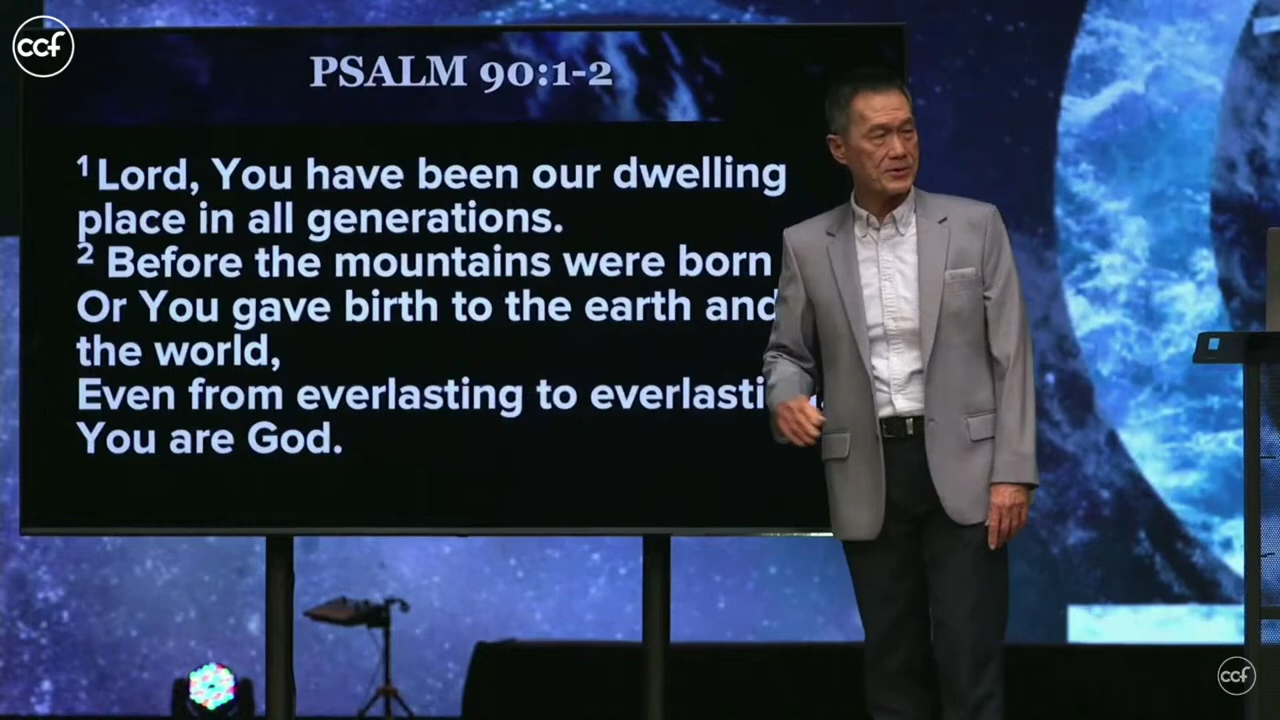 ccf
PSALM 90:1-2
1 Lord, You have been our dwelling
place in all generations.
2 Before the mountains were born
Or You gave birth to the earth and
the world,
Even from everlasting to
You are God.
ccf